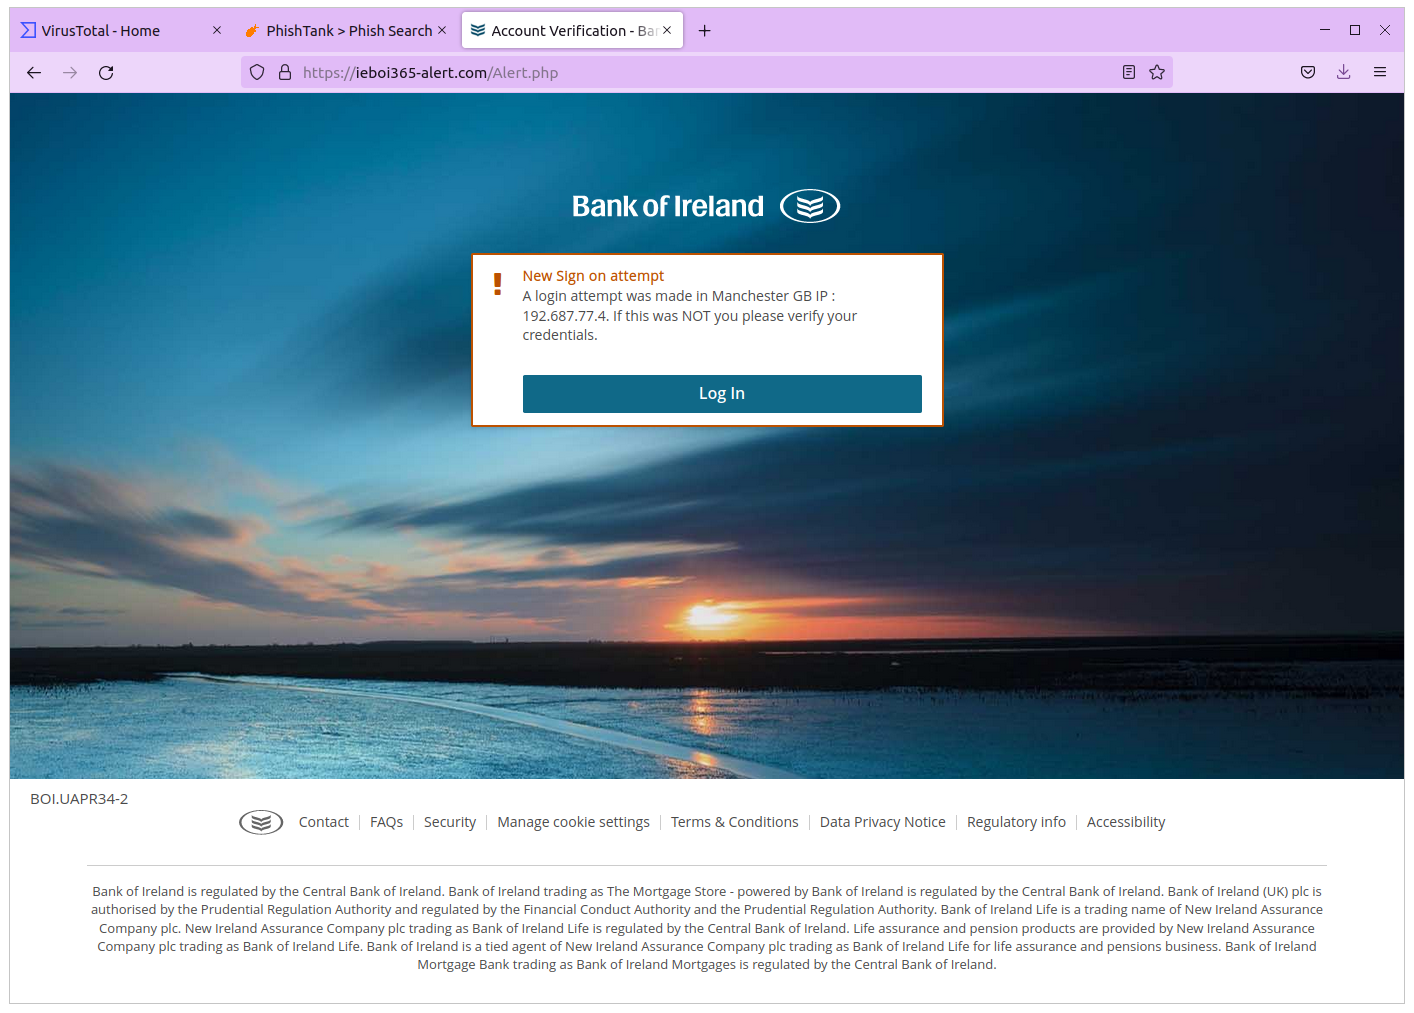 VirusTotal - Home
PhishTank > Phish Search
Account Verification - Ban
https://ieboi365-alert.com/Alert.php
Bank of Ireland
New SIgn on attempt
A login attempt was made in Manchester GB IP :
192.687.77.4. If this was NOT you please verify your
credentials.
Log In
BOI.UAPR34-2
Contact
FAQs
Security
Manage cookie settings
Terms & Conditions
Data Privacy Notice
Regulatory info
Accessibility
Bank of Ireland is regulated by the Central Bank of Ireland. Bank of Ireland trading as The Mortgage Store - powered by Bank of Ireland is regulated by the Central Bank of Ireland. Bank of Ireland (UK) plc is
authorised by the Prudential Regulation Authority and regulated by the Financial Conduct Authority and the Prudential Regulation Authority. Bank of Ireland Life is a trading name of New Ireland Assurance
Company plc. New Ireland Assurance Company plc trading as Bank of Ireland Life is regulated by the Central Bank of Ireland. Life assurance and pension products are provided by New Ireland Assurance
Company plc trading as Bank of Ireland Life. Bank of Ireland is a tied agent of New Ireland Assurance Company plc trading as Bank of Ireland Life for life assurance and pensions business. Bank of Ireland
Mortgage Bank trading as Bank of Ireland Mortgages is regulated by the Central Bank of Ireland.